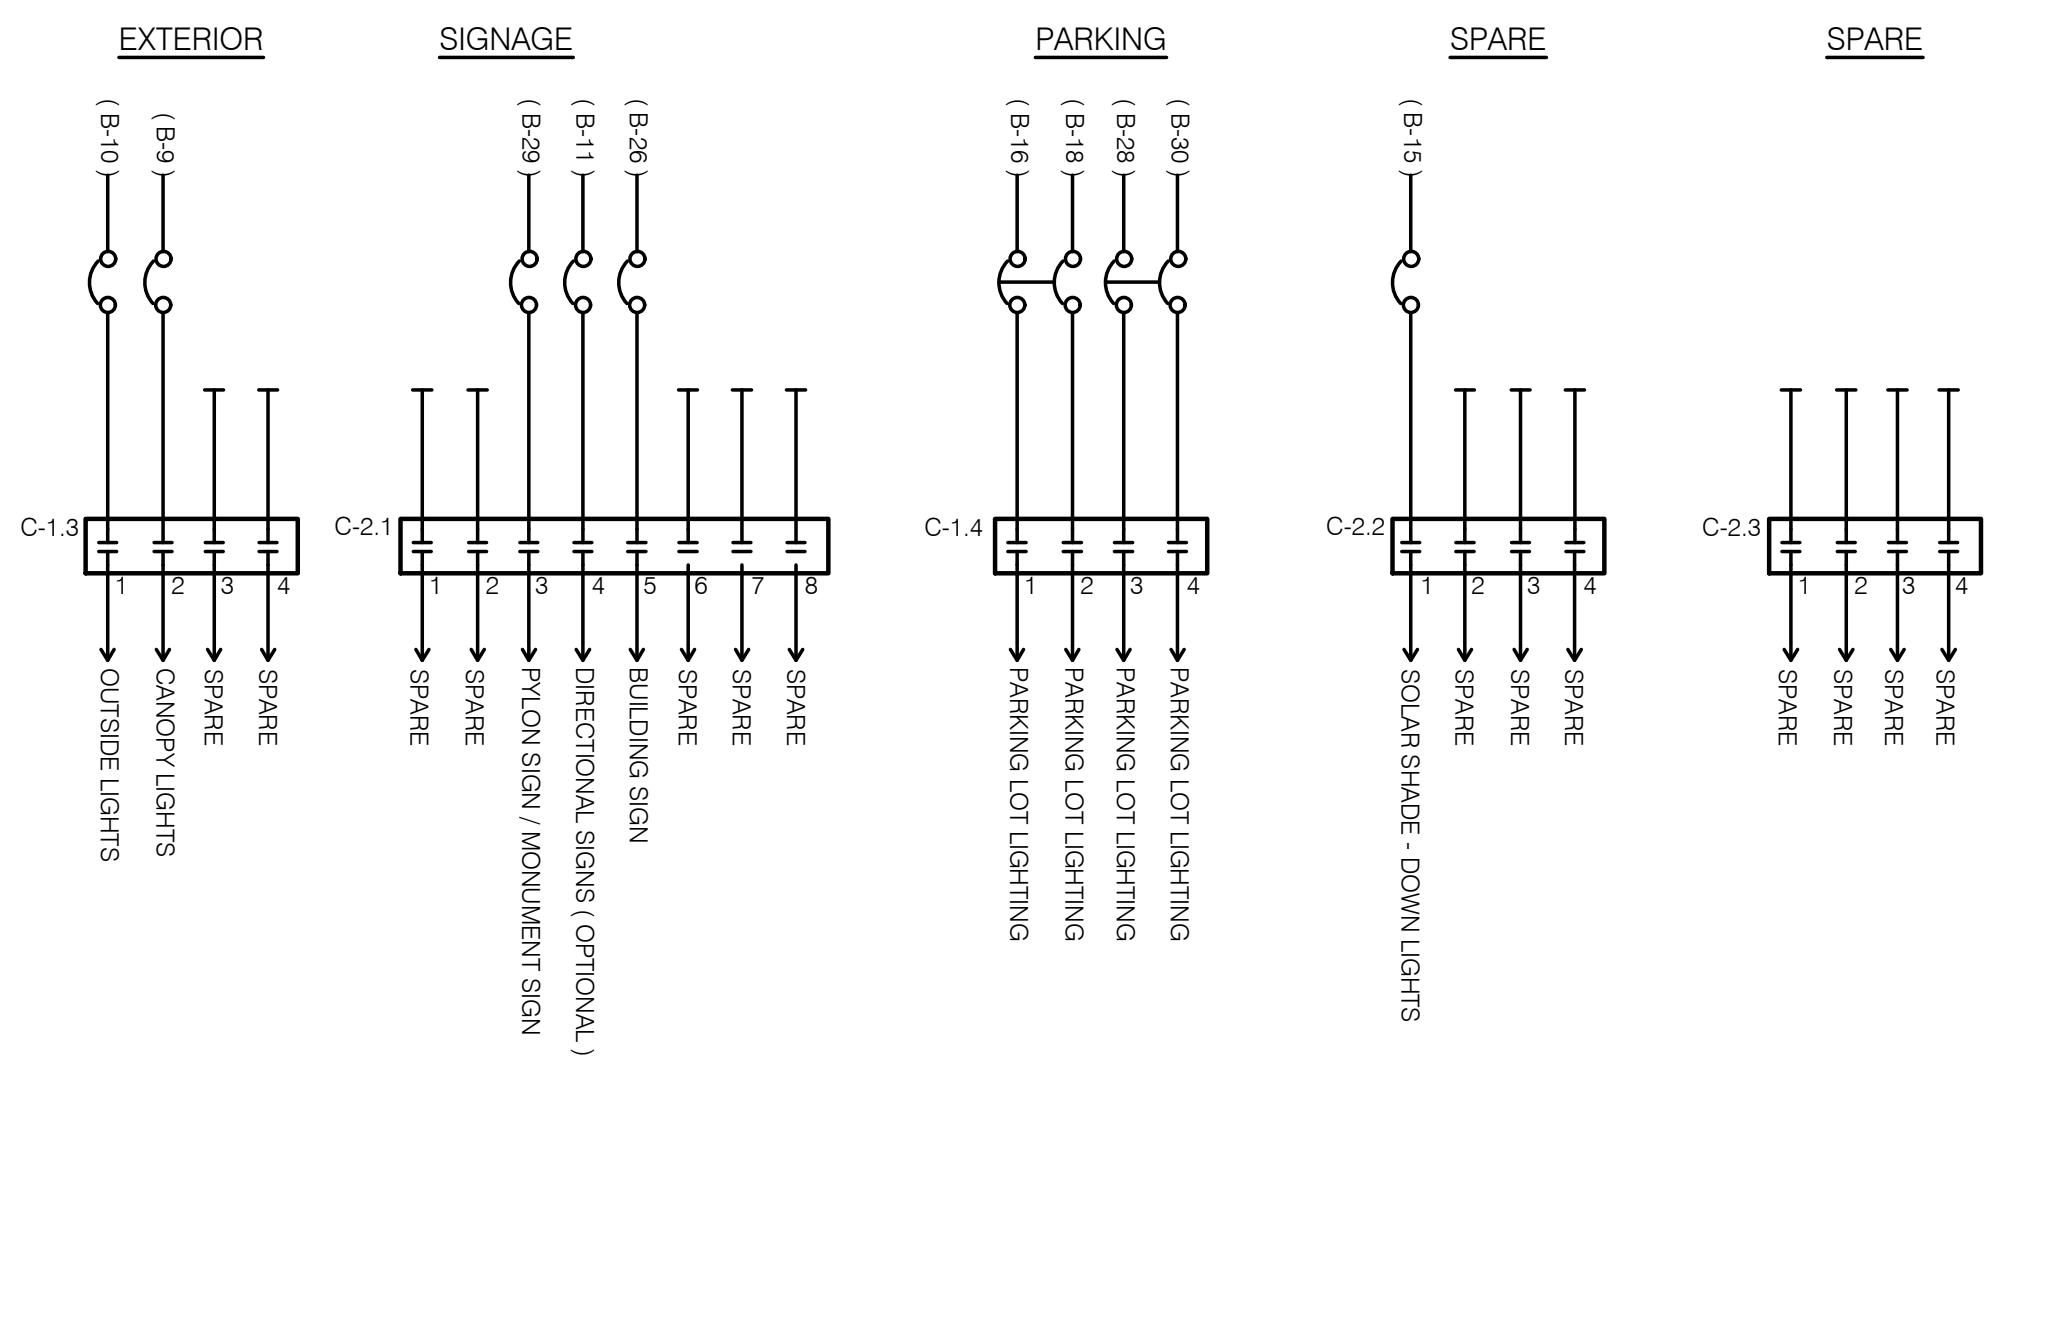 EXTERIOR
( B-10 )
( B-9 )
C-1.3
1
2
3
4
OUTSIDE LIGHTS
CANOPY LIGHTS
SPARE
SPARE
SIGNAGE
( B-29 )
( B-11 )
( B-26 )
C-2.1
1
2
3
4
5
6
7
8
SPARE
SPARE
PYLON SIGN / MONUMENT SIGN
DIRECTIONAL SIGNS ( OPTIONAL )
BUILDING SIGN
SPARE
SPARE
SPARE
PARKING
( B-16 )
( B-18 )
( B-28 )
( B-30 )
C-1.4
1
2
3
4
PARKING LOT LIGHTING
PARKING LOT LIGHTING
PARKING LOT LIGHTING
PARKING LOT LIGHTING
SPARE
( B-15 )
C-2.2
1
2
3
4
SOLAR SHADE - DOWN LIGHTS
SPARE
SPARE
SPARE
SPARE
C-2.3
1
2
3
4
SPARE
SPARE
SPARE
SPARE